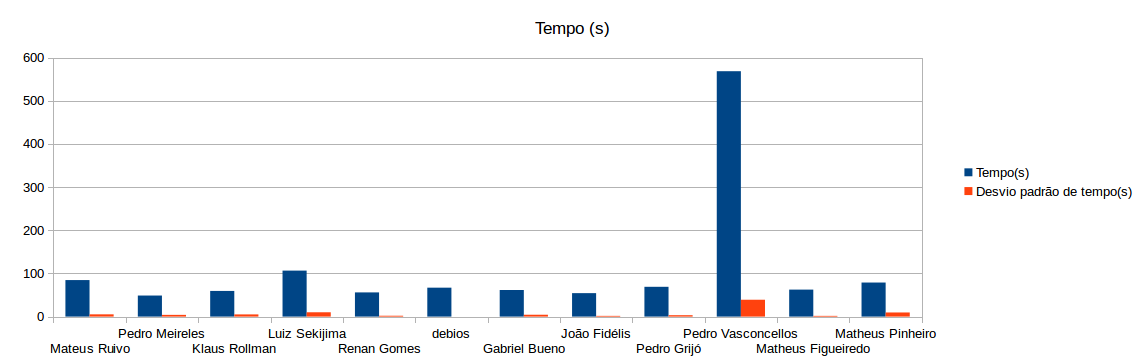 Tempo (s)
600
500
400
300
200
100
0
Mateus Ruivo
Pedro Meireles
Klaus Rollman
Luiz Sekijima
Renan Gomes
debios
Gabriel Bueno
João Fidélis
Pedro Grijó
Pedro Vasconcellos
Matheus Figueiredo
Matheus Pinheiro
Tempo(s)
Desvio padrão de tempo(s)